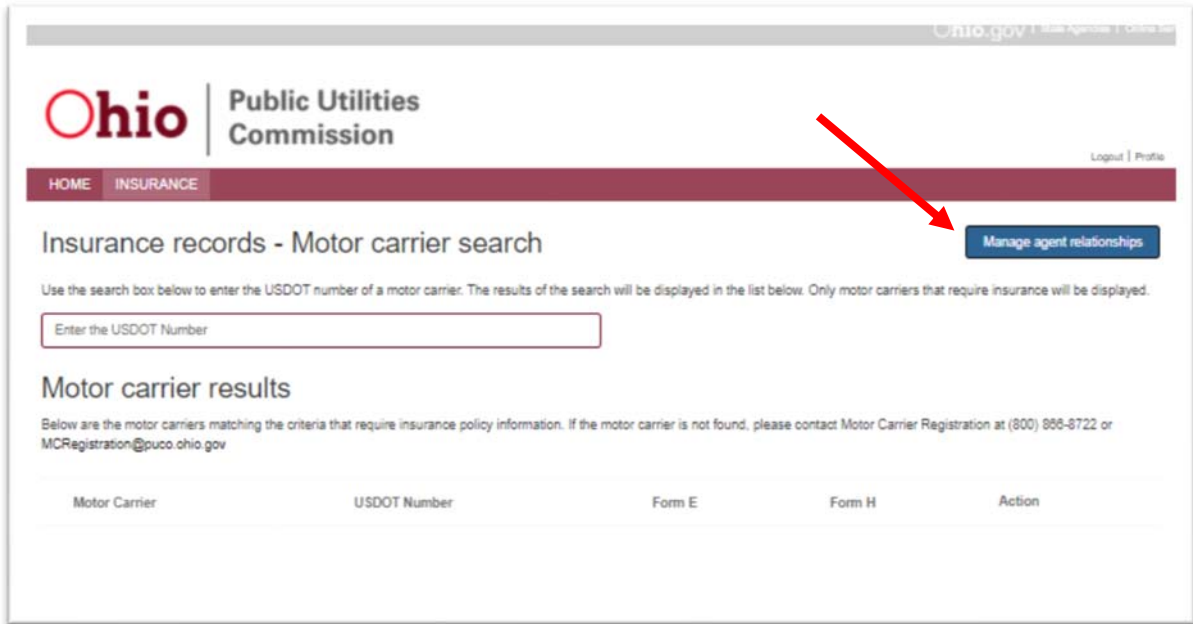 Ohio.gov | State Agencies | Online Ser
Ohio Public Utilities
Commission
Logout | Profile
HOME INSURANCE
Insurance records - Motor carrier search
Manage agent relationships
Use the search box below to enter the USDOT number of a motor carrier. The results of the search will be displayed in the list below. Only motor carriers that require insurance will be displayed.
Enter the USDOT Number
Motor carrier results
Below are the motor carriers matching the criteria that require insurance policy information. If the motor carrier is not found, please contact Motor Carrier Registration at (800) 866-8722 or
MCRegistration@puco.ohio.gov
Motor Carrier USDOT Number Form E Form H Action